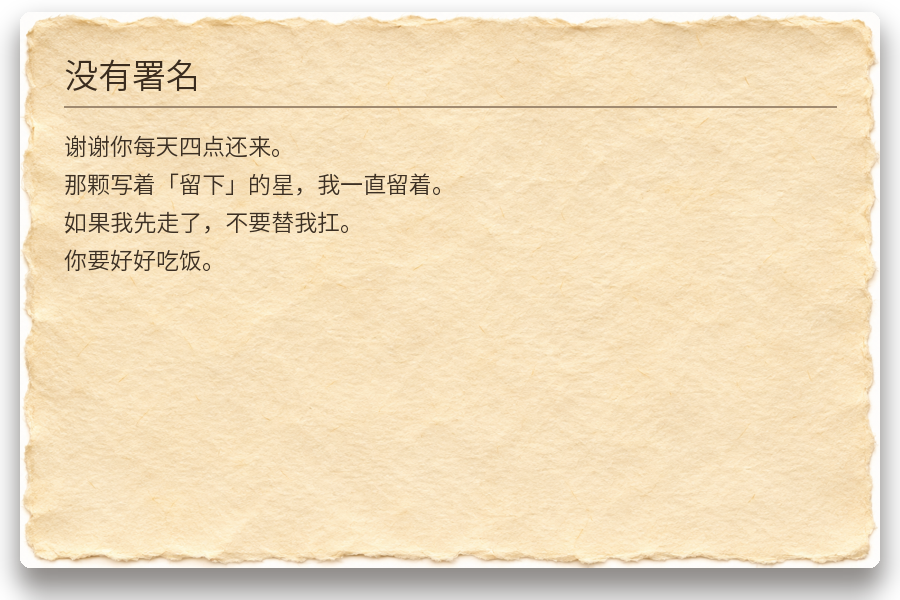 没有署名
谢谢你每天四点还来。
那颗写着「留下」的星，我一直留着。
如果我先走了，不要替我扛。
你要好好吃饭。